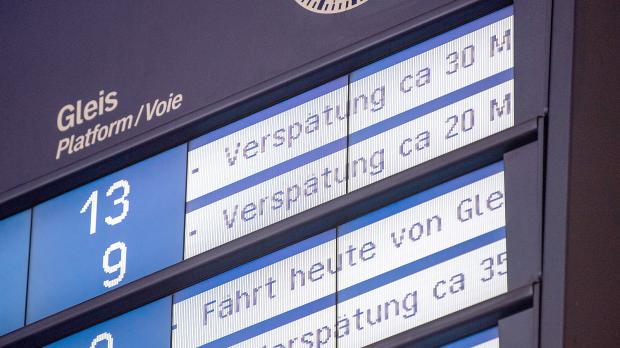 Gleis
Platform/Voie
13 - Verspätung ca 30 M
9 - Verspätung ca 20 M
- Fahrt heute von Gle
Verspätung ca 35